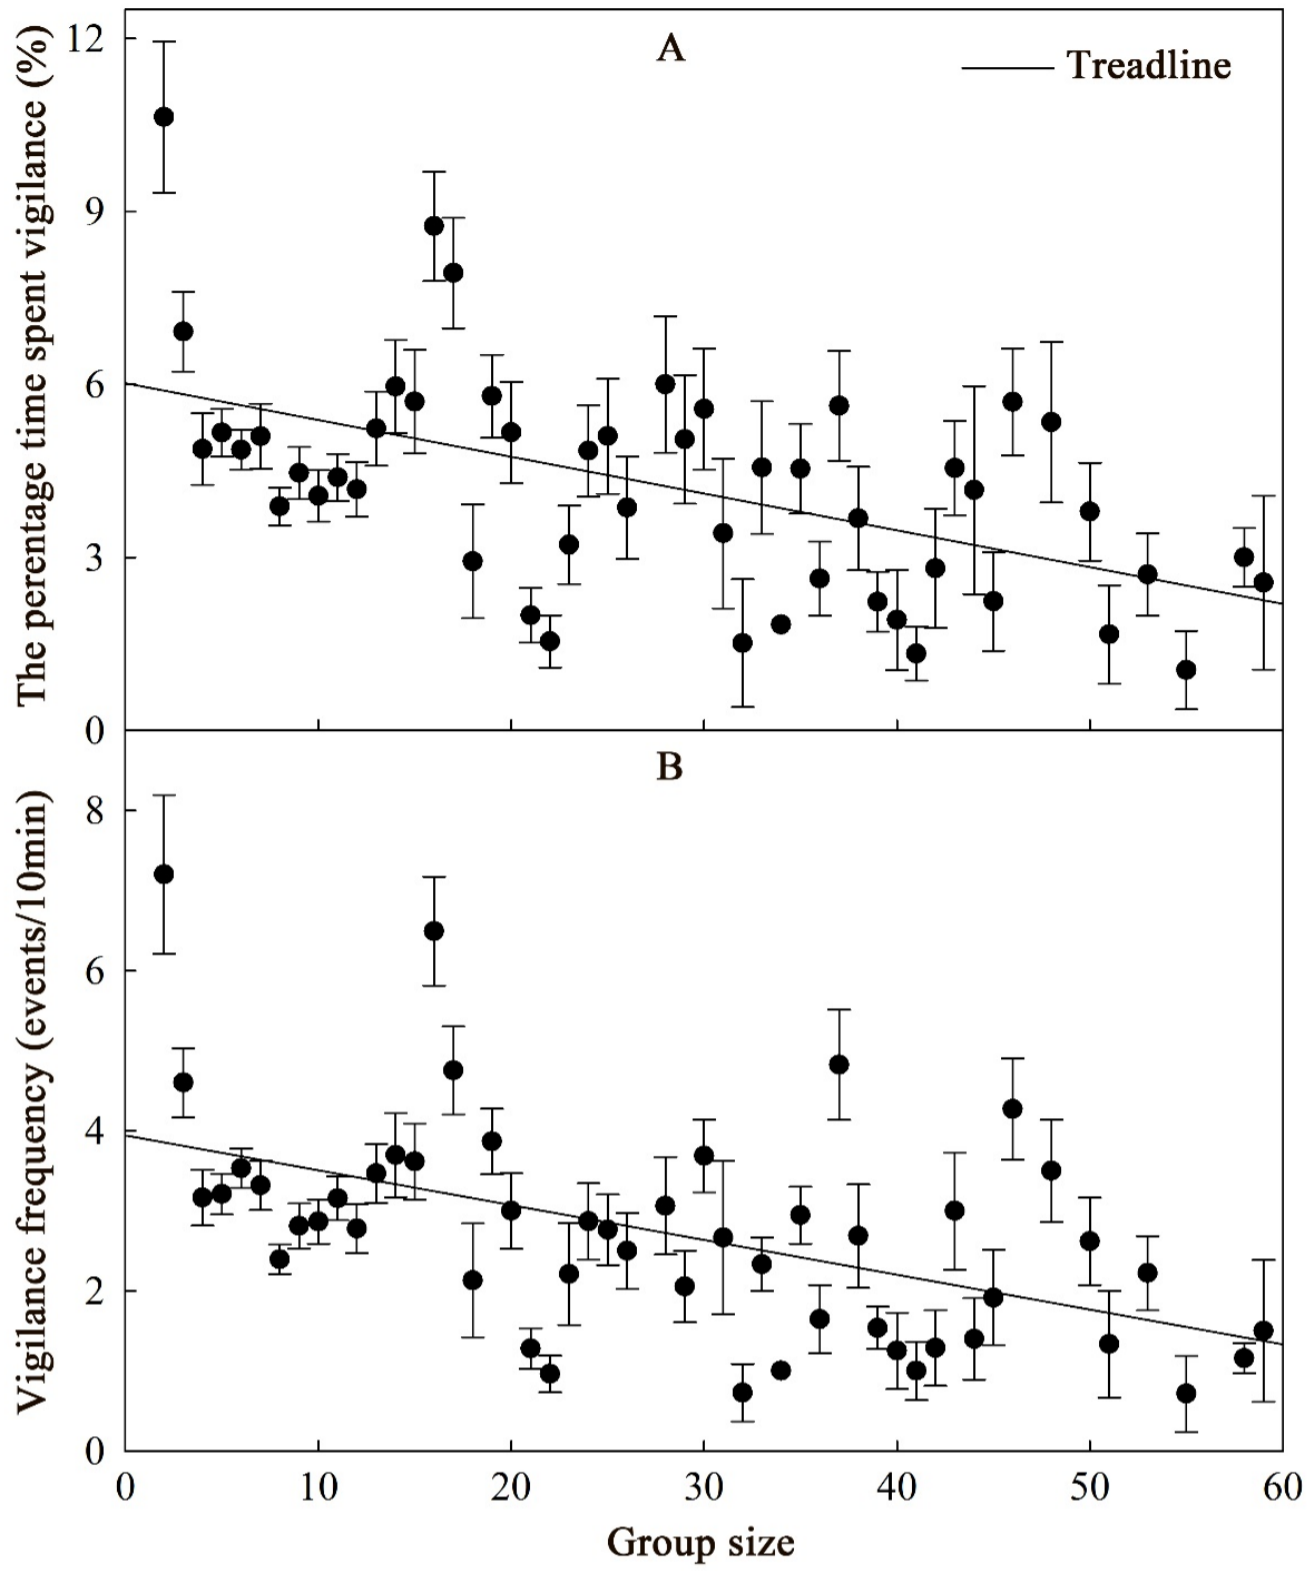 The perentage time spent vigilance (%)
12
9
6
3
0
A
Treadline
Vigilance frequency (events/10min)
8
6
4
2
0
B
0 10 20 30 40 50 60
Group size